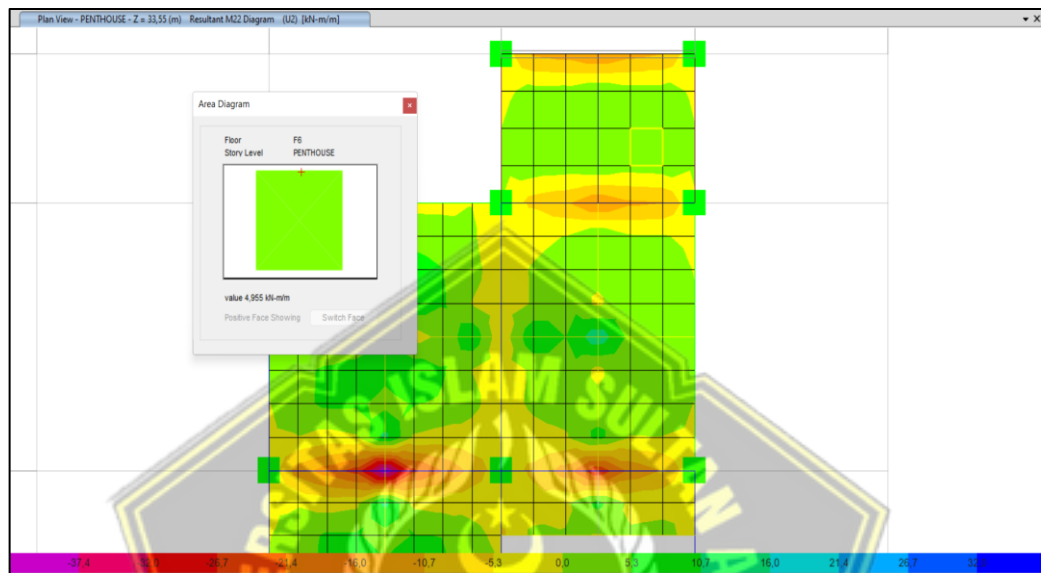 Plan View - PENTHOUSE - Z = 33,55 (m) Resultant M22 Diagram (U2) [kN-m/m]
Area Diagram
Floor F6
Story Level PENTHOUSE
value 4,955 kN-m/m
Positive Face Showing Switch Face
ISLAM SULTAN
-37,4 -21,4 -16,0 -10,7 -5,3 0,0 5,3 10,7 16,0 21,4 26,7